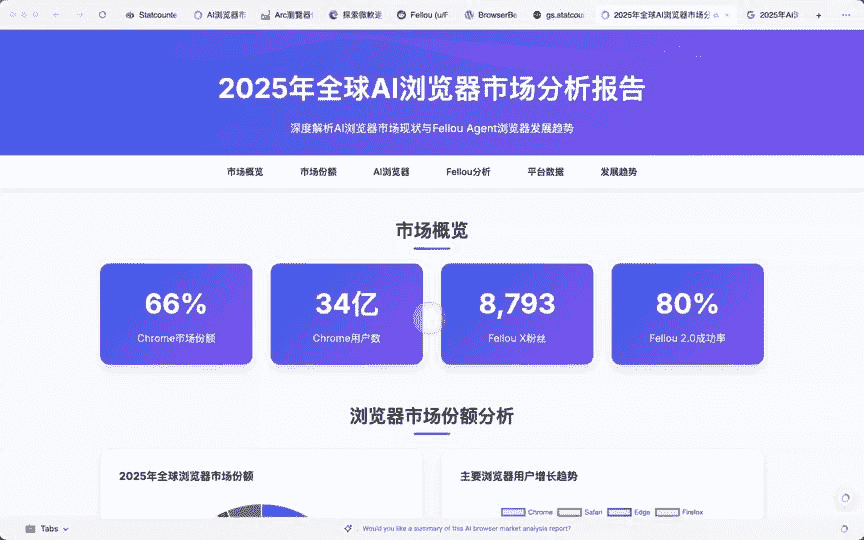 Statcounte
AI浏览器市
Arc浏覽器
探索微軟逝
Fellou (u/F
BrowserBe
gs.statcou
2025年全球AI浏览器市场分
2025年AI浏
2025年全球AI浏览器市场分析报告
深度解析AI浏览器市场现状与Fellou Agent浏览器发展趋势
市场概览
市场份额
AI浏览器
Fellou分析
平台数据
发展趋势
市场概览
66%
Chrome市场份额
34亿
Chrome用户数
8,793
Fellou X粉丝
80%
Fellou 2.0成功率
浏览器市场份额分析
2025年全球浏览器市场份额
主要浏览器用户增长趋势
Chrome
Safari
Edge
Firefox
Tabs
Would you like a summary of this AI browser market analysis report?